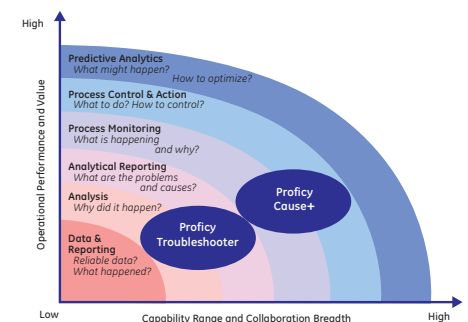 High
Operational Performance and Value
Predictive Analytics
What might happen?
How to optimize?
Process Control & Action
What to do? How to control?
Process Monitoring
What is happening
and why?
Analytical Reporting
What are the problems
and causes?
Analysis
Why did it happen?
Data &
Reporting
Reliable data?
What happened?
Proficy
Cause+
Proficy
Troubleshooter
Low
Capability Range and Collaboration Breadth
High